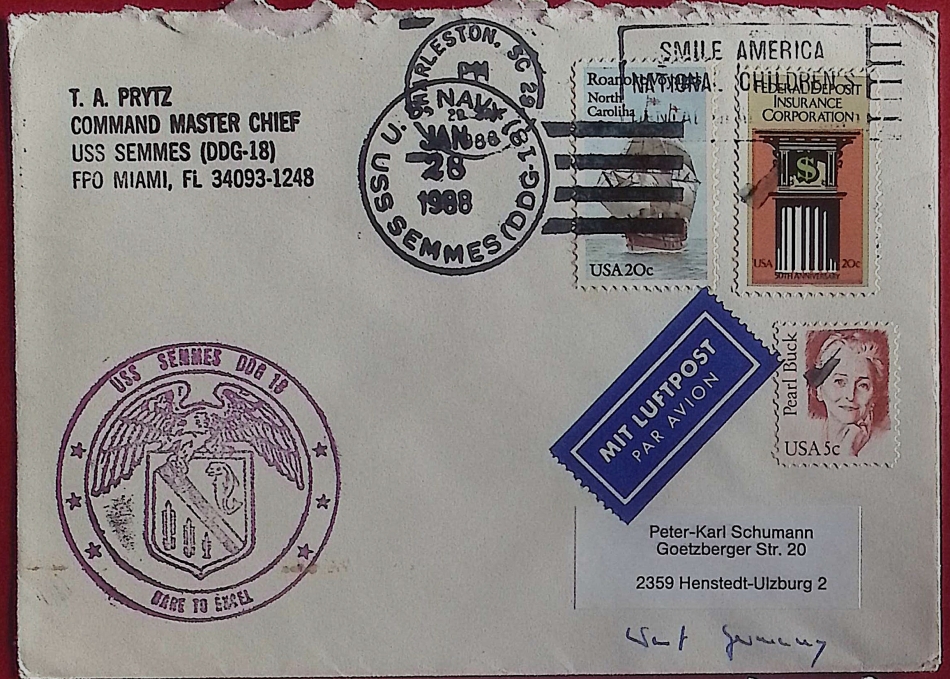 T. A. PRYTZ
COMMAND MASTER CHIEF
USS SEMMES (DDG-18)
FPO MIAMI, FL 34093-1248
CHARLESTON, SC 29
PM
1988
U.S. NAVY
JAN
28
1988
USS SEMMES (DDG-18)
SMILE AMERICA
NATIONAL CHILDREN'S
Roanoke Voyages
North
Carolina
USA 20c
FEDERAL DEPOSIT
INSURANCE
CORPORATION
$
USA 20c
50TH ANNIVERSARY
Pearl Buck
USA 5c
MIT LUFTPOST
PAR AVION
USS SEMMES DDG 18
DARE TO EXCEL
Peter-Karl Schumann
Goetzberger Str. 20
2359 Henstedt-Ulzburg 2
West Germany